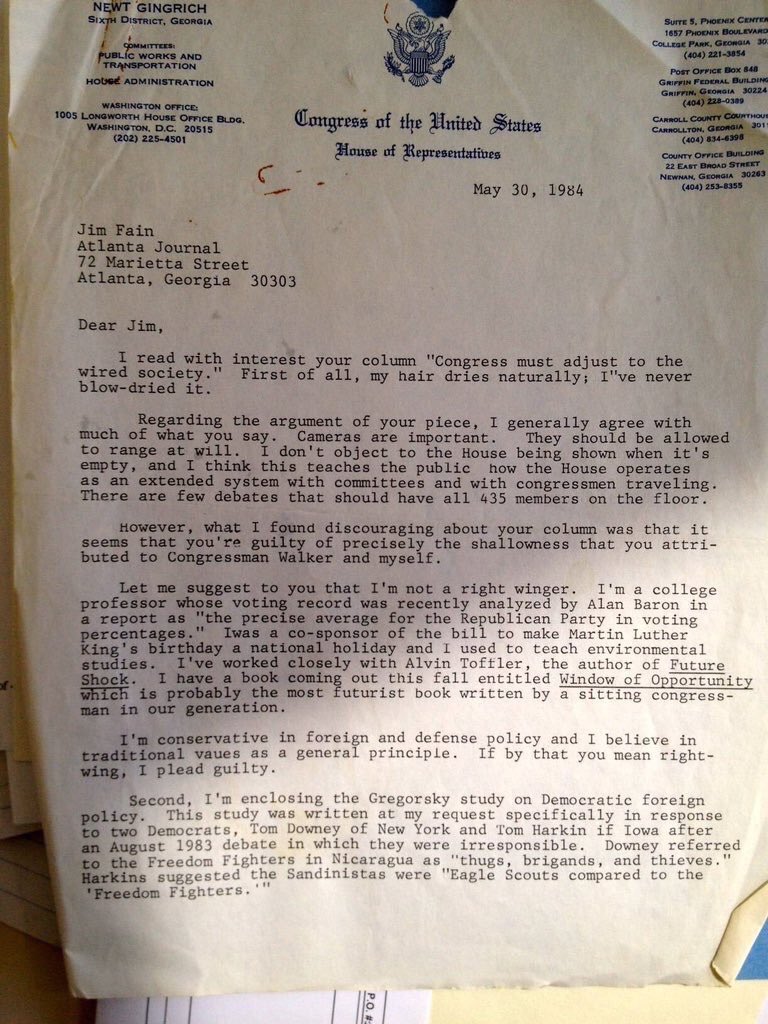 NEWT GINGRICH
SIXTH DISTRICT, GEORGIA
COMMITTEES:
PUBLIC WORKS AND
TRANSPORTATION
HOUSE ADMINISTRATION
WASHINGTON OFFICE:
1005 LONGWORTH HOUSE OFFICE BLDG.
WASHINGTON, D.C. 20515
(202) 225-4501
Congress of the United States
House of Representatives
SUITE 5, PHOENIX CENTER
1657 PHOENIX BOULEVARD
COLLEGE PARK, GEORGIA 30
(404) 221-3854
POST OFFICE BOX 848
GRIFFIN FEDERAL BUILDING
GRIFFIN, GEORGIA 30224
(404) 228-0389
CARROLL COUNTY COURTHOUS
CARROLLTON, GEORGIA 301
(404) 834-6398
COUNTY OFFICE BUILDING
22 EAST BROAD STREET
NEWNAN, GEORGIA 30263
(404) 253-8355
May 30, 1984
Jim Fain
Atlanta Journal
72 Marietta Street
Atlanta, Georgia 30303
Dear Jim,
I read with interest your column "Congress must adjust to the
wired society." First of all, my hair dries naturally; I"ve never
blow-dried it.
Regarding the argument of your piece, I generally agree with
much of what you say. Cameras are important. They should be allowed
to range at will. I don't object to the House being shown when it's
empty, and I think this teaches the public how the House operates
as an extended system with committees and with congressmen traveling.
There are few debates that should have all 435 members on the floor.
However, what I found discouraging about your column was that it
seems that you're guilty of precisely the shallowness that you attri-
buted to Congressman Walker and myself.
Let me suggest to you that I'm not a right winger. I'm a college
professor whose voting record was recently analyzed by Alan Baron in
a report as "the precise average for the Republican Party in voting
percentages." Iwas a co-sponsor of the bill to make Martin Luther
King's birthday a national holiday and I used to teach environmental
studies. I've worked closely with Alvin Toffler, the author of Future
Shock. I have a book coming out this fall entitled Window of Opportunity
which is probably the most futurist book written by a sitting congress-
man in our generation.
I'm conservative in foreign and defense policy and I believe in
traditional vaues as a general principle. If by that you mean right-
wing, I plead guilty.
Second, I'm enclosing the Gregorsky study on Democratic foreign
policy. This study was written at my request specifically in response
to two Democrats, Tom Downey of New York and Tom Harkin if Iowa after
an August 1983 debate in which they were irresponsible. Downey referred
to the Freedom Fighters in Nicaragua as "thugs, brigands, and thieves."
Harkins suggested the Sandinistas were "Eagle Scouts compared to the
'Freedom Fighters.'"
P.O. #: